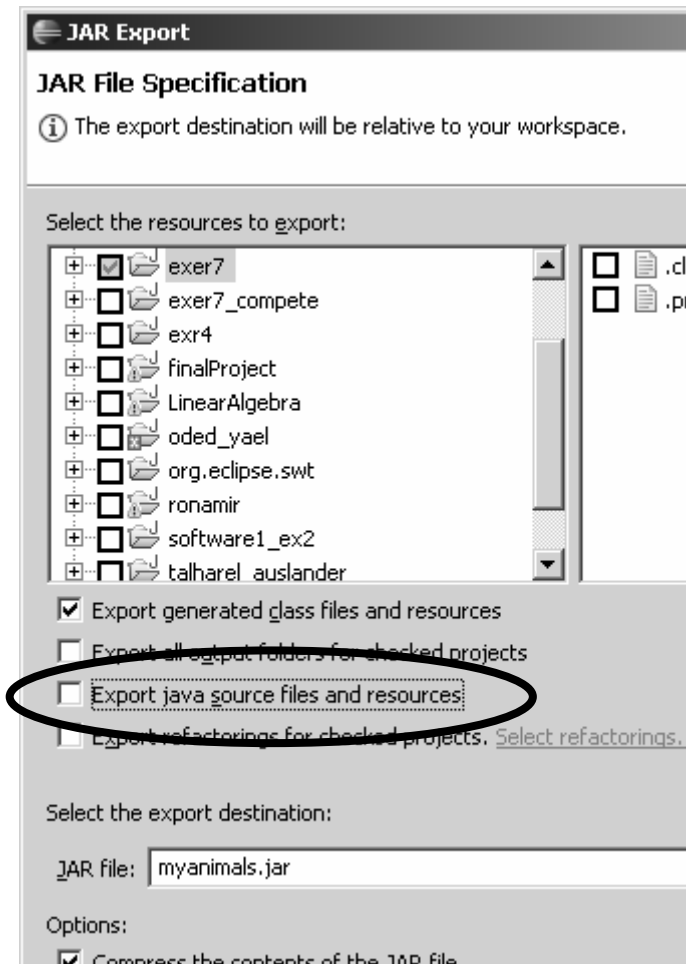 JAR Export
JAR File Specification
The export destination will be relative to your workspace.
Select the resources to export:
exer7
exer7_compete
exr4
finalProject
LinearAlgebra
oded_yael
org.eclipse.swt
ronamir
software1_ex2
talharel_auslander
.cl
.pr
Export generated class files and resources
Export all output folders for checked projects
Export java source files and resources
Export refactorings for checked projects. Select refactorings.
Select the export destination:
JAR file: myanimals.jar
Options:
Compress the contents of the JAR file